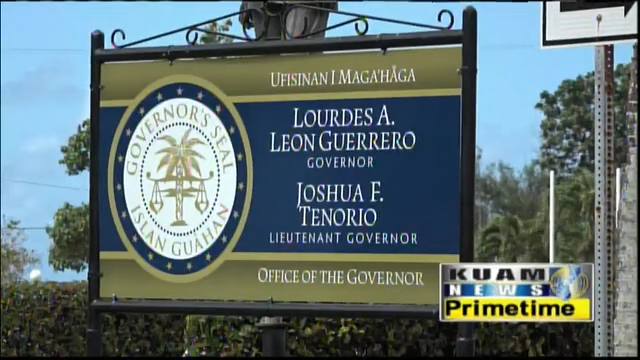 UFISINAN I MAGA'HÅGA
LOURDES A.
LEON GUERRERO
GOVERNOR
JOSHUA F.
TENORIO
LIEUTENANT GOVERNOR
OFFICE OF THE GOVERNOR
GOVERNOR'S SEAL
ISLAN GUÅHAN
KUAM
NEWS
Primetime